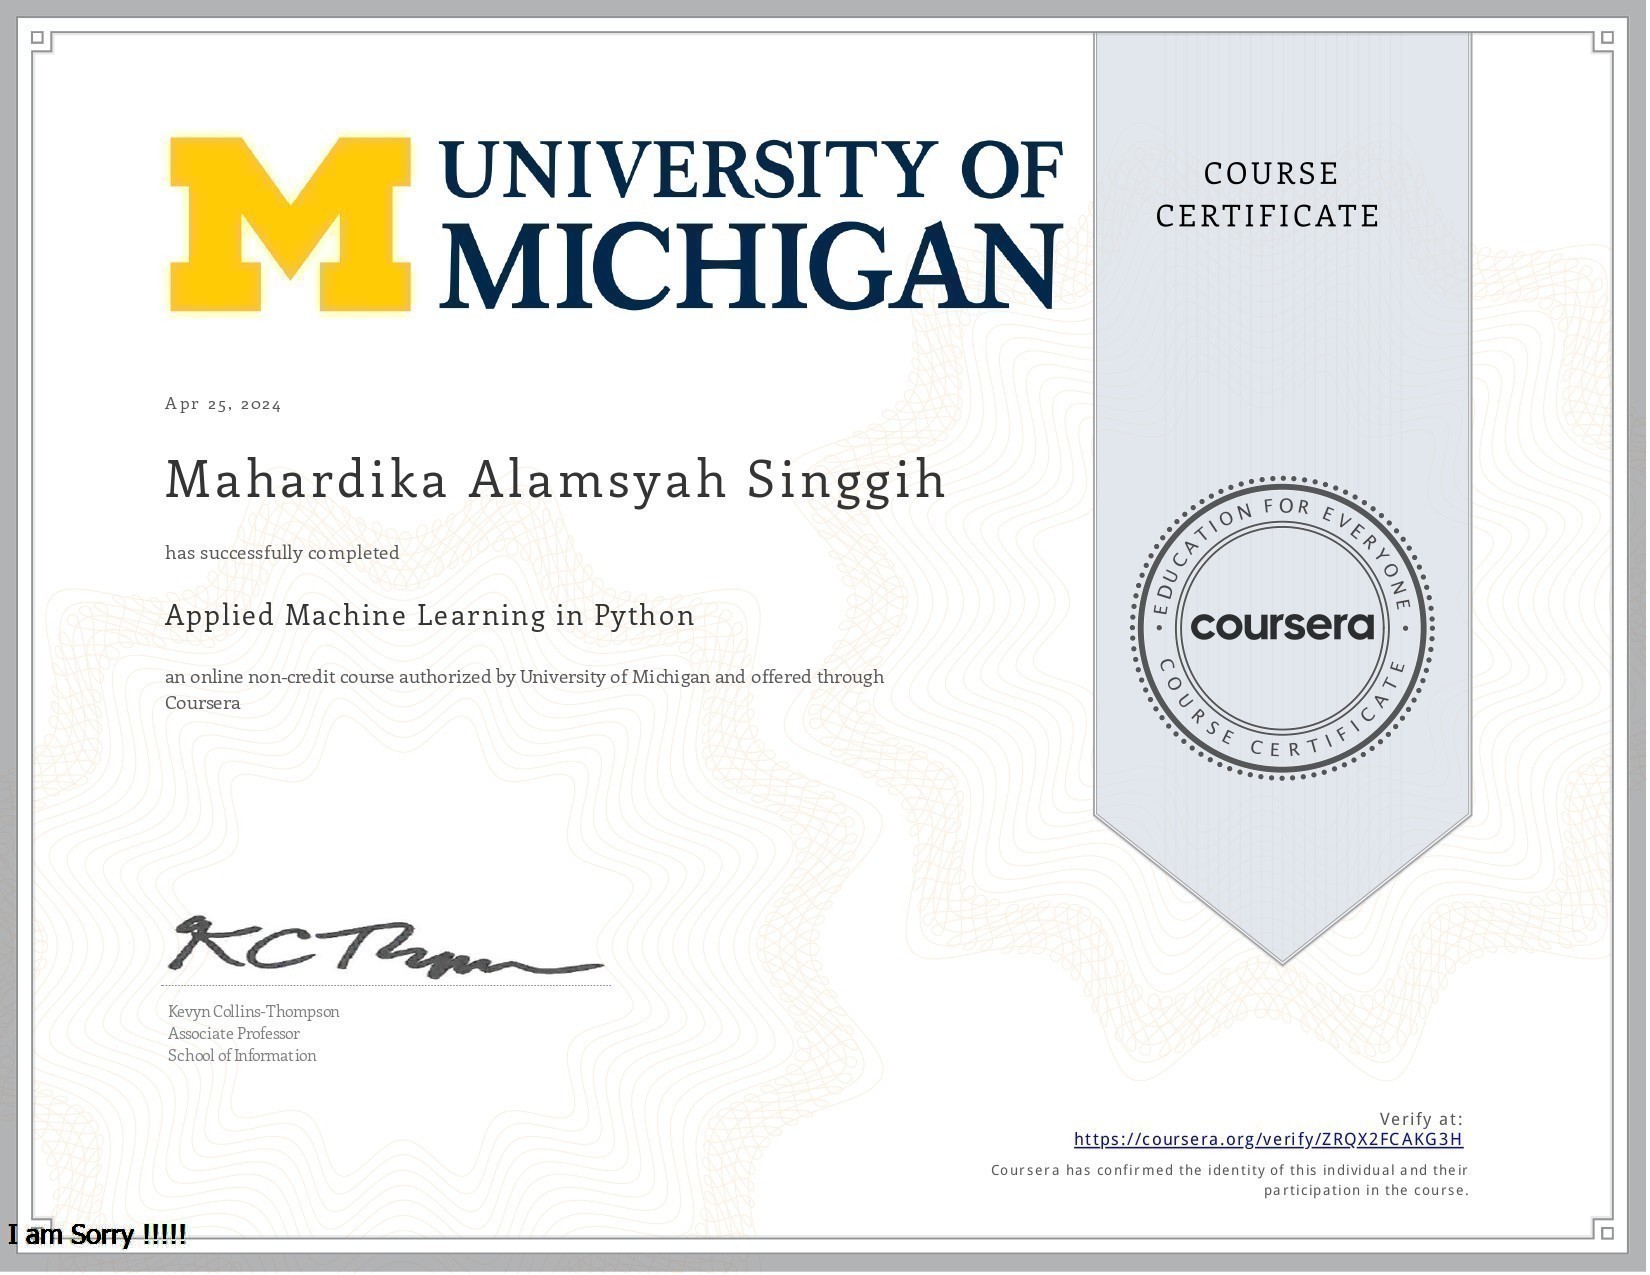 UNIVERSITY OF
MICHIGAN
COURSE
CERTIFICATE
Apr 25, 2024
Mahardika Alamsyah Singgih
has successfully completed
Applied Machine Learning in Python
an online non-credit course authorized by University of Michigan and offered through
Coursera
EDUCATION FOR EVERYONE
coursera
COURSE CERTIFICATE
KC Thompson
Kevyn Collins-Thompson
Associate Professor
School of Information
Verify at:
https://coursera.org/verify/ZRQX2FCAKG3H
Coursera has confirmed the identity of this individual and their
participation in the course.
I am Sorry !!!!!